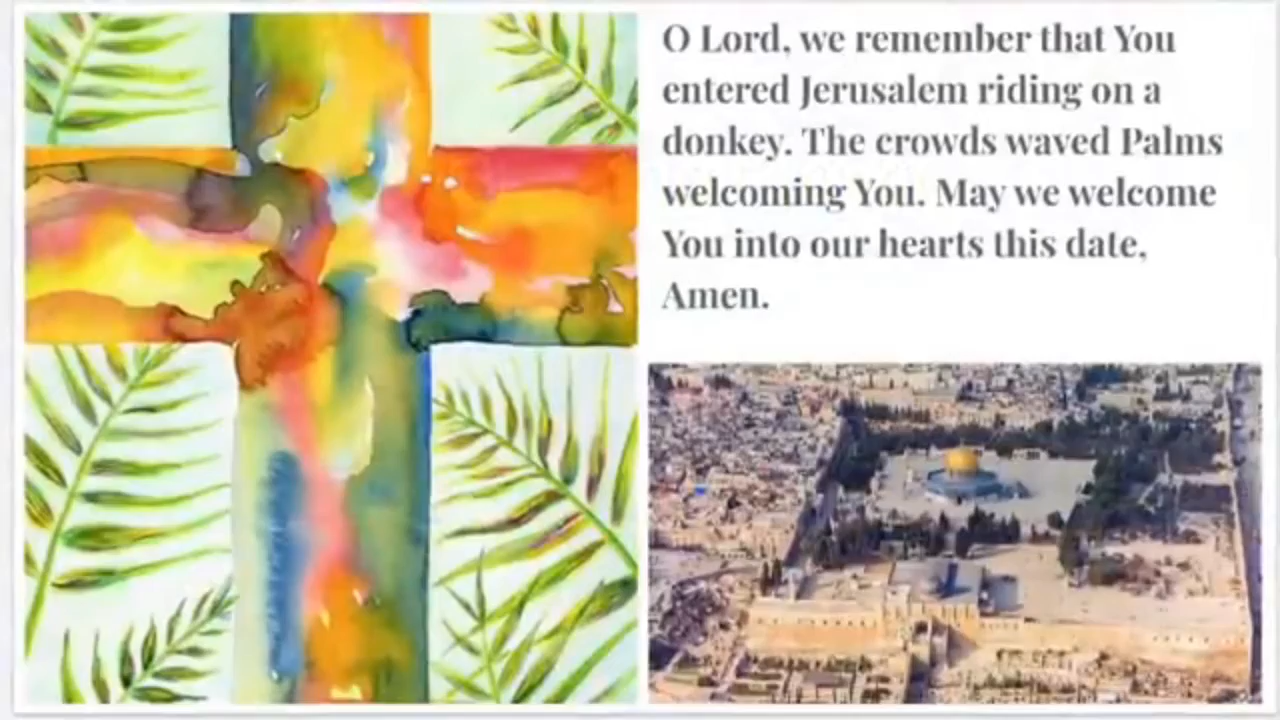 O Lord, we remember that You
entered Jerusalem riding on a
donkey. The crowds waved Palms
welcoming You. May we welcome
You into our hearts this date,
Amen.